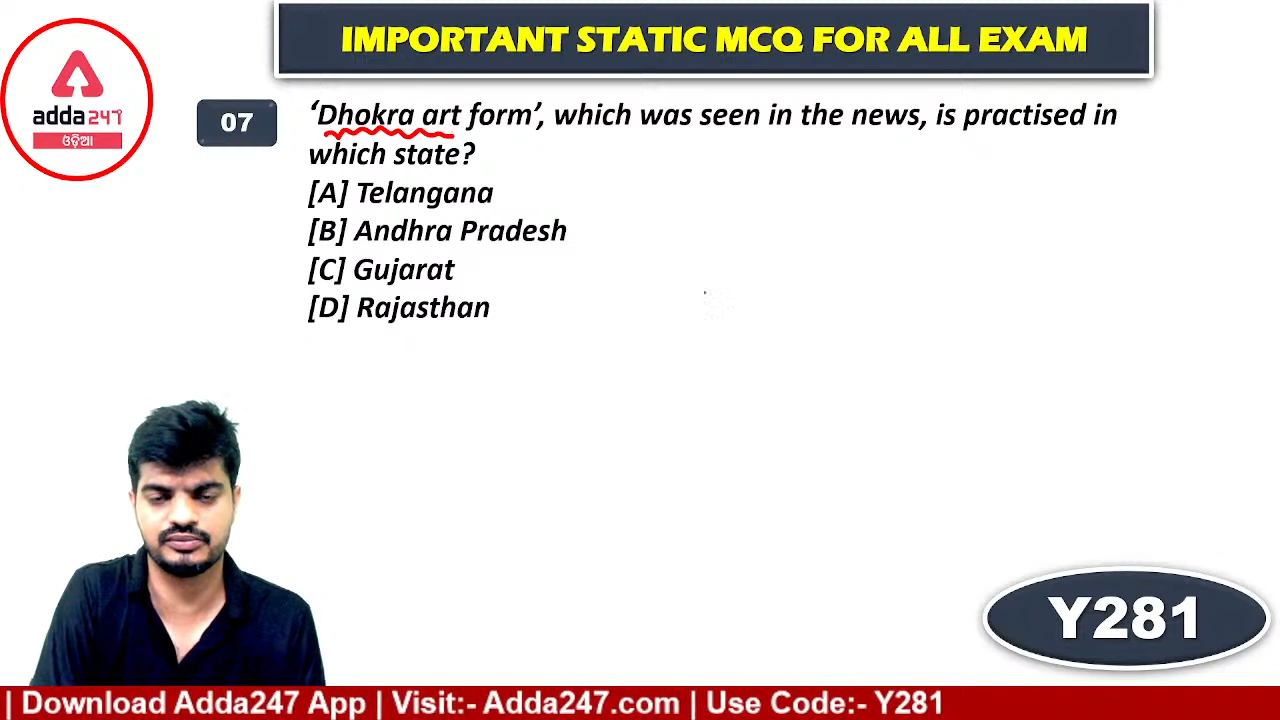 IMPORTANT STATIC MCQ FOR ALL EXAM
adda247
ଓଡ଼ିଆ
07
‘Dhokra art form’, which was seen in the news, is practised in
which state?
[A] Telangana
[B] Andhra Pradesh
[C] Gujarat
[D] Rajasthan
Y281
| Download Adda247 App | Visit:- Adda247.com | Use Code:- Y281